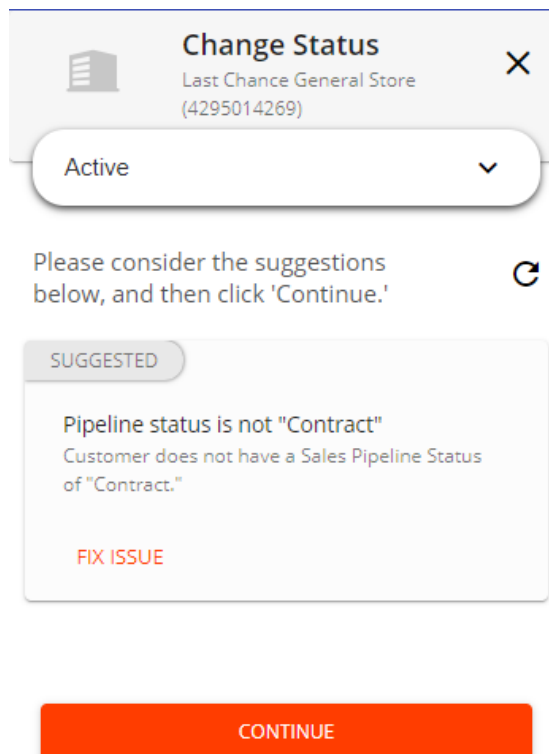 Change Status
Last Chance General Store
(4295014269)
Active
Please consider the suggestions
below, and then click 'Continue.'
SUGGESTED
Pipeline status is not "Contract"
Customer does not have a Sales Pipeline Status
of "Contract."
FIX ISSUE
CONTINUE